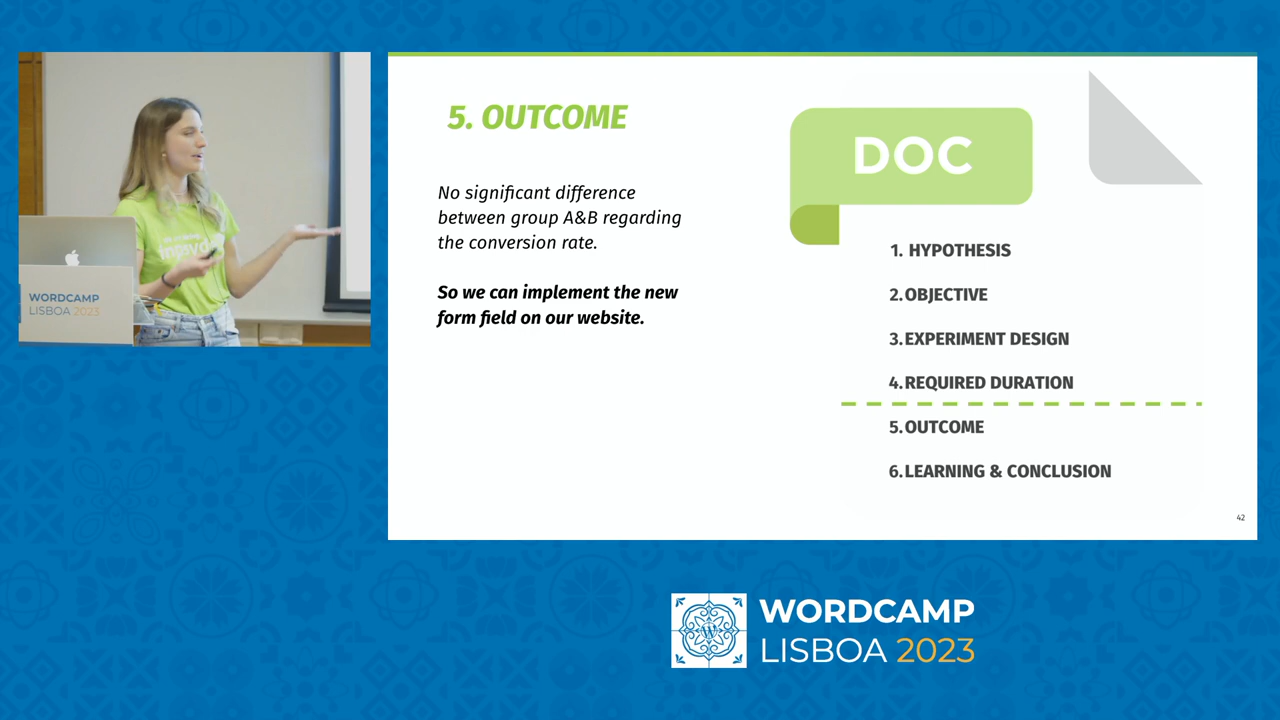 5. OUTCOME
No significant difference
between group A&B regarding
the conversion rate.
So we can implement the new
form field on our website.
DOC
1. HYPOTHESIS
2. OBJECTIVE
3. EXPERIMENT DESIGN
4. REQUIRED DURATION
5. OUTCOME
6. LEARNING & CONCLUSION
42
WORDCAMP
LISBOA 2023
WORDCAMP
LISBOA 2023